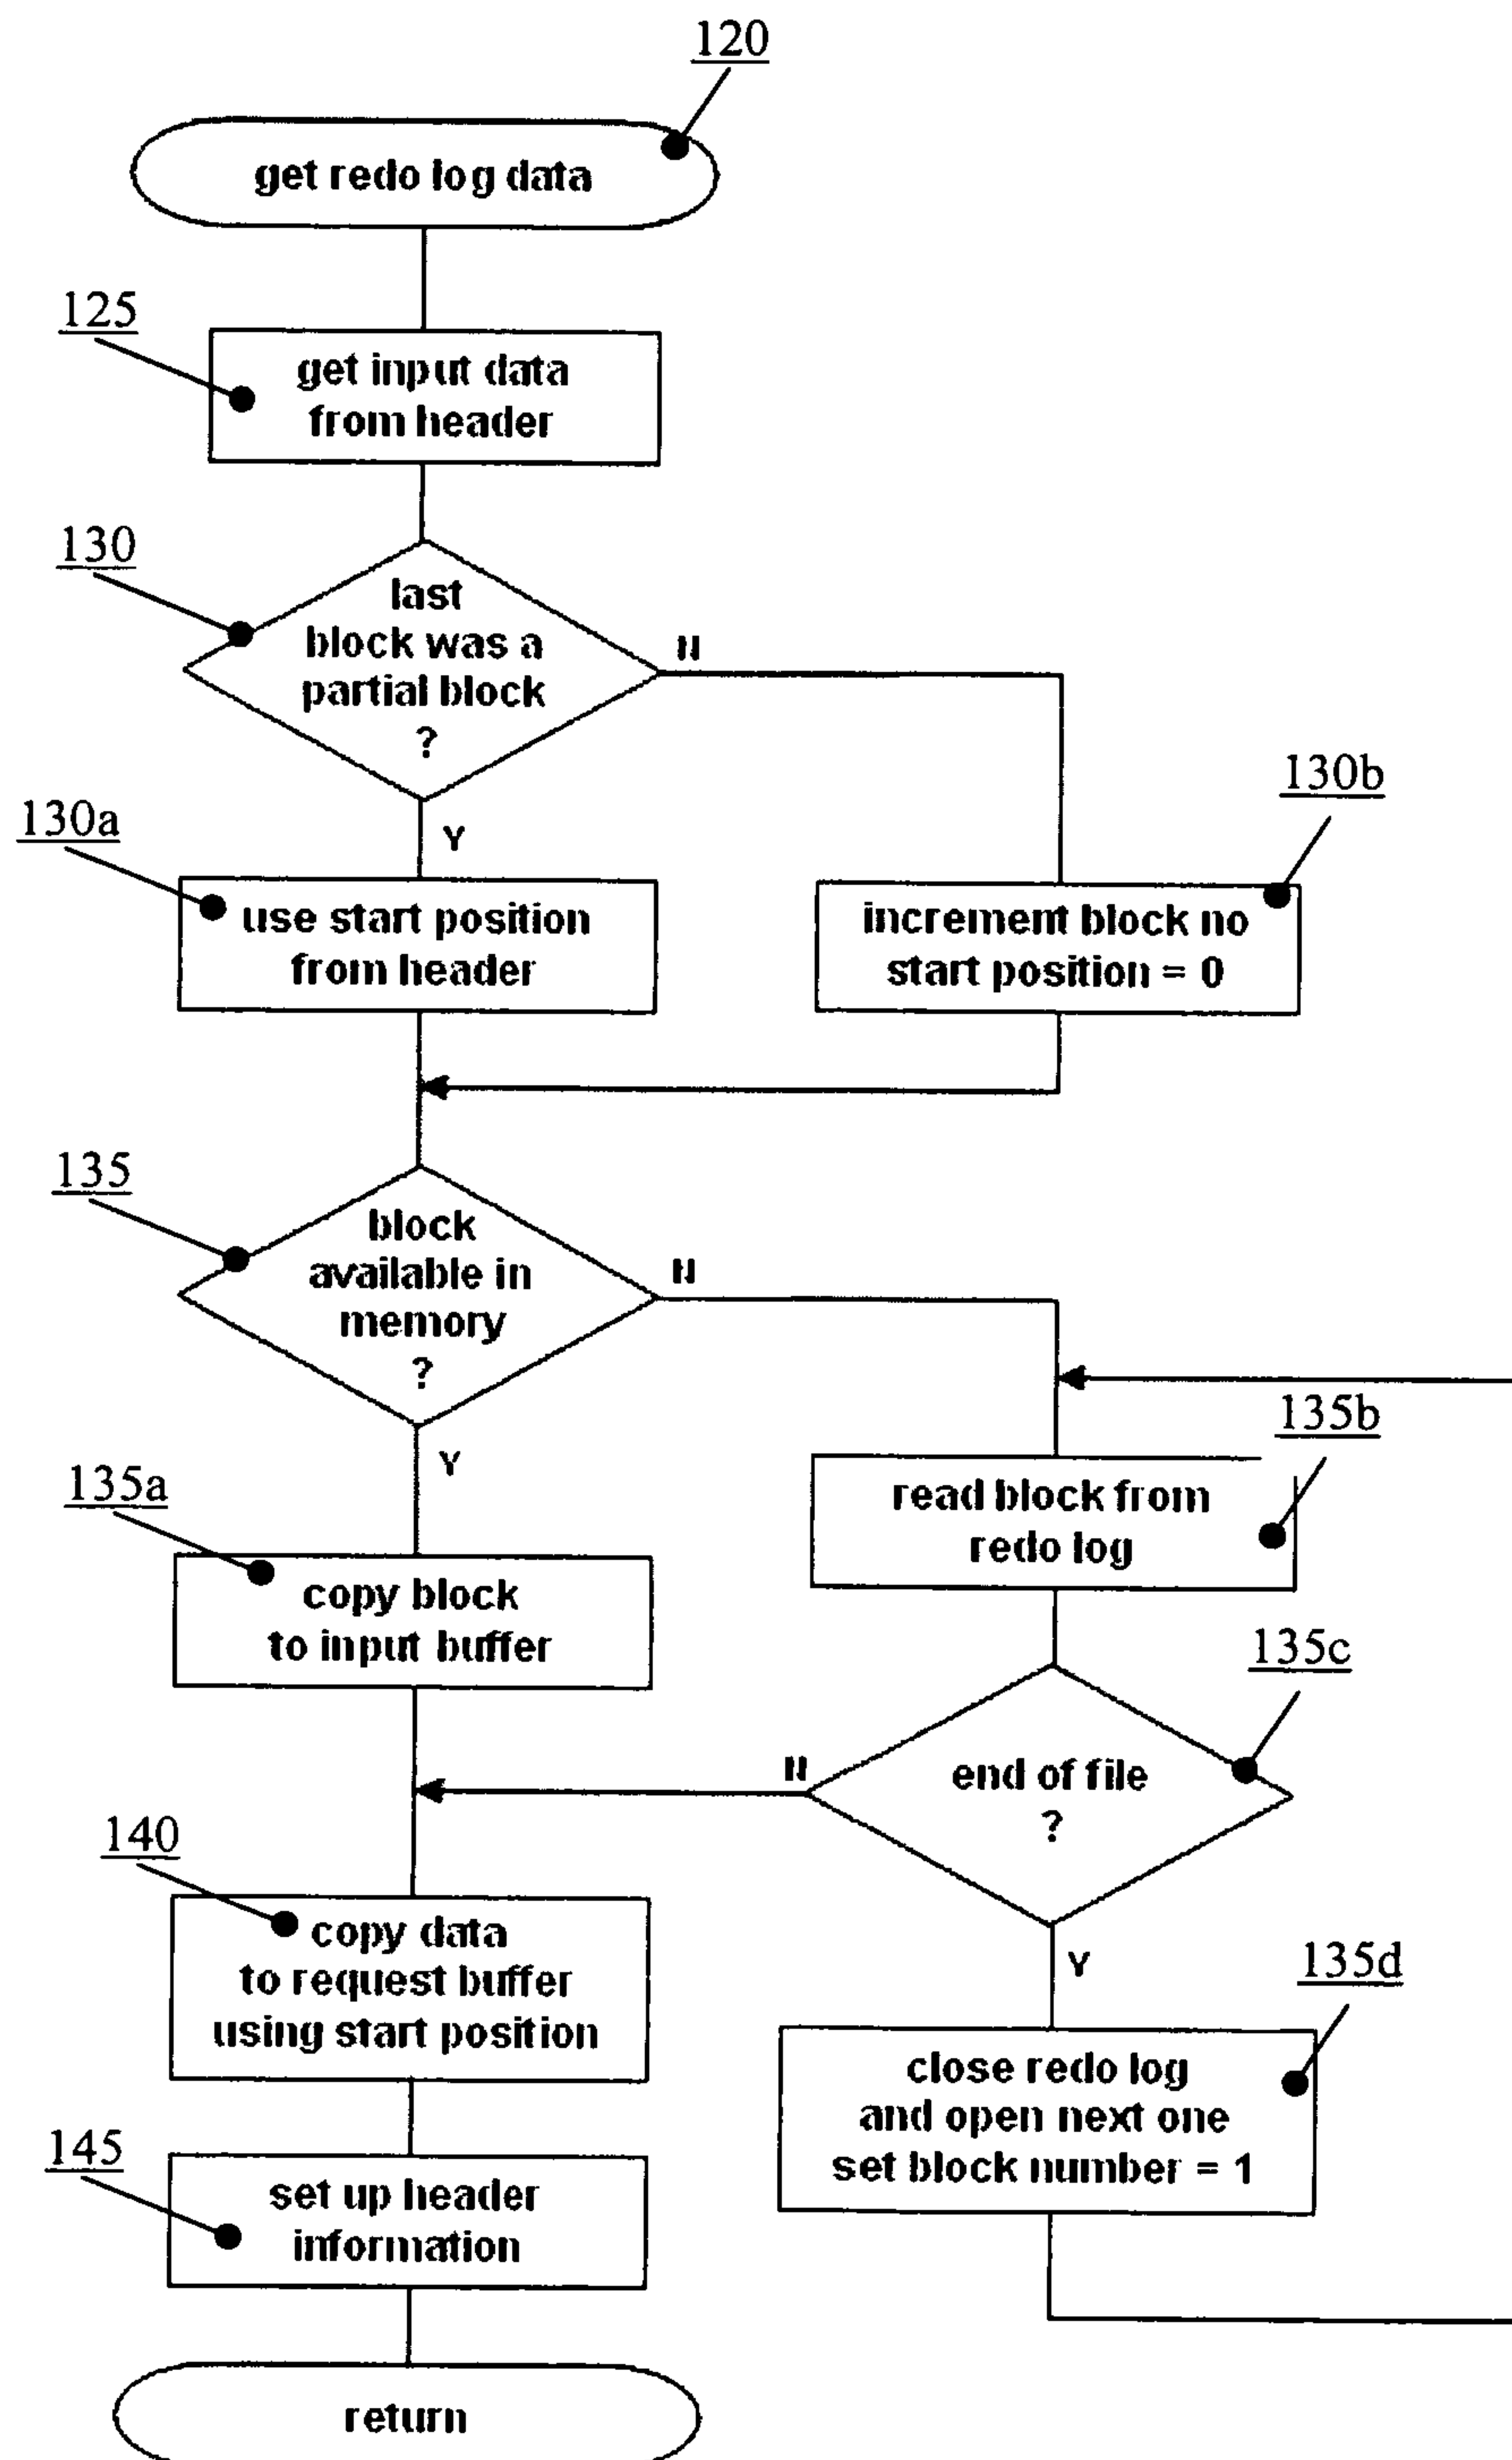 120
get redo log data
125
get input data
from header
130
last
block was a
partial block
?
N
Y
130a
use start position
from header
130b
increment block no
start position = 0
135
block
available in
memory
?
N
Y
135a
copy block
to input buffer
135b
read block from
redo log
135c
end of file
?
N
Y
140
copy data
to request buffer
using start position
135d
close redo log
and open next one
set block number = 1
145
set up header
information
return